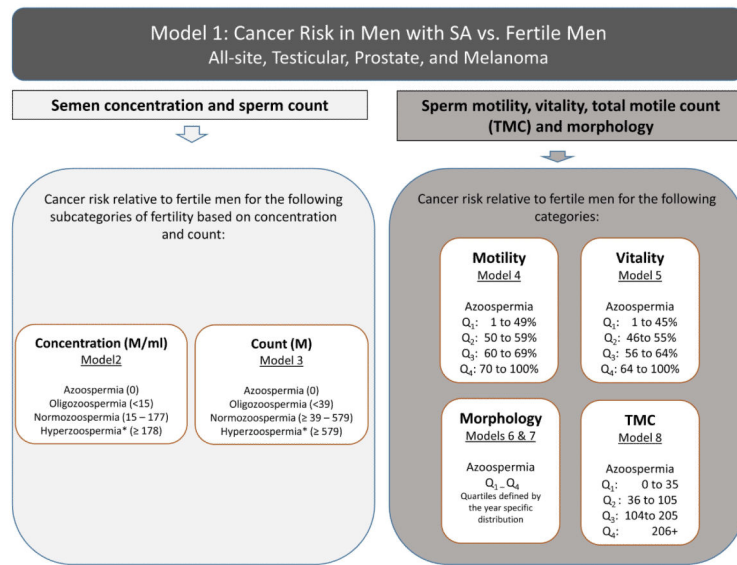 Model 1: Cancer Risk in Men with SA vs. Fertile Men
All-site, Testicular, Prostate, and Melanoma
Semen concentration and sperm count
Cancer risk relative to fertile men for the following
subcategories of fertility based on concentration
and count:
Concentration (M/ml)
Model2
Azoospermia (0)
Oligozoospermia (<15)
Normozoospermia (15 – 177)
Hyperzoospermia* (≥ 178)
Count (M)
Model 3
Azoospermia (0)
Oligozoospermia (<39)
Normozoospermia (≥ 39 – 579)
Hyperzoospermia* (≥ 579)
Sperm motility, vitality, total motile count
(TMC) and morphology
Cancer risk relative to fertile men for the following
categories:
Motility
Model 4
Azoospermia
Q1: 1 to 49%
Q2: 50 to 59%
Q3: 60 to 69%
Q4: 70 to 100%
Vitality
Model 5
Azoospermia
Q1: 1 to 45%
Q2: 46to 55%
Q3: 56 to 64%
Q4: 64 to 100%
Morphology
Models 6 & 7
Azoospermia
Q1 – Q4
Quartiles defined by
the year specific
distribution
TMC
Model 8
Azoospermia
Q1: 0 to 35
Q2: 36 to 105
Q3: 104to 205
Q4: 206+